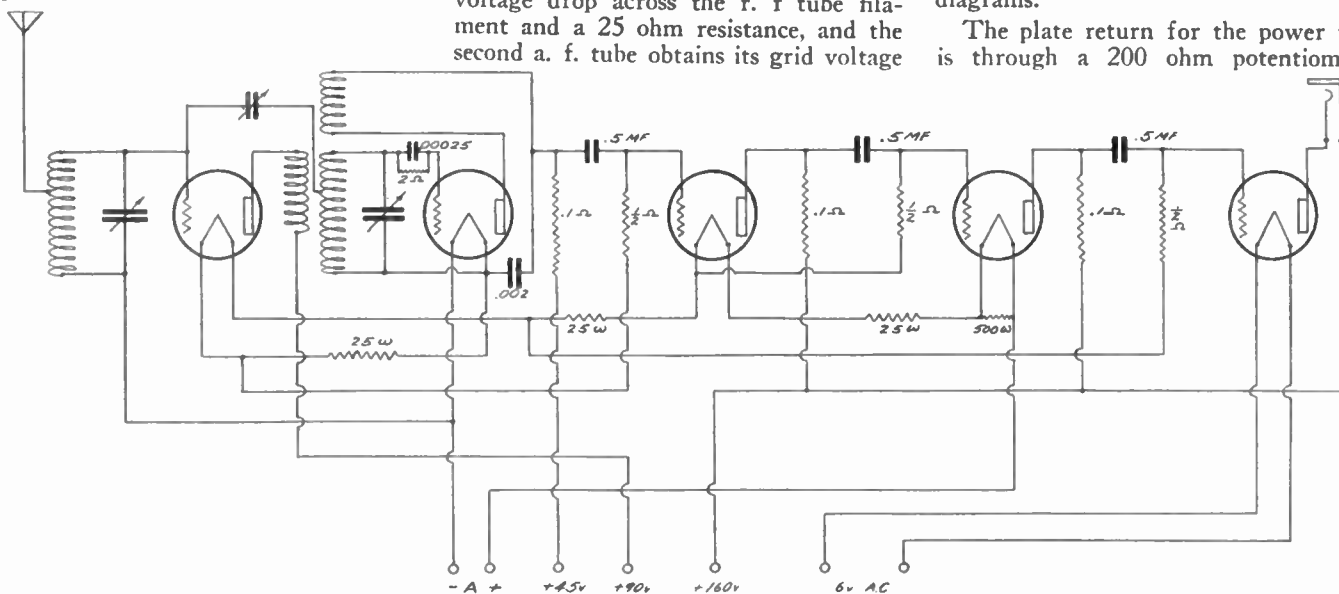 voltage drop across the r. f tube fila-
ment and a 25 ohm resistance, and the
second a. f. tube obtains its grid voltage
diagrams.
The plate return for the power
is through a 200 ohm potentiom
.00025
2Ω
.5MF
.5MF
.5MF
.1Ω
½Ω
.1Ω
½Ω
.1Ω
½Ω
.002
25ω
25ω
500ω
25ω
- A +
+45v
+90v
+160v
6v AC